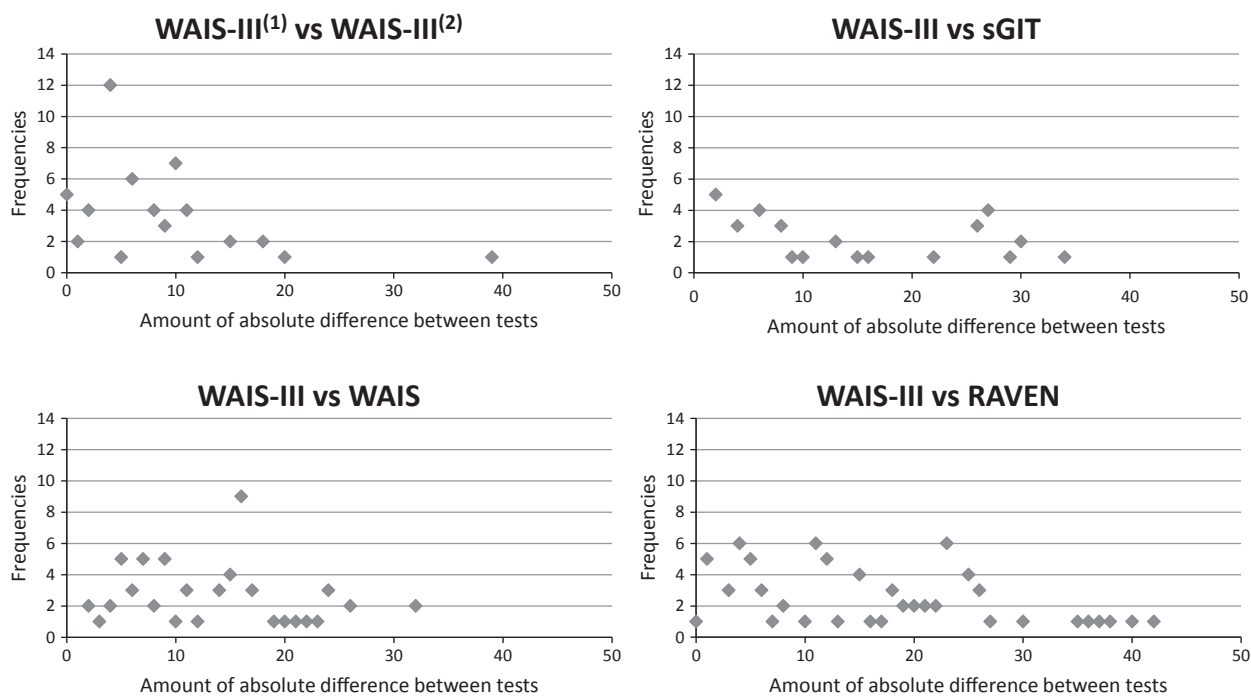 WAIS-III(1) vs WAIS-III(2)
14
12
10
8
6
4
2
0
Frequencies
0 10 20 30 40 50
Amount of absolute difference between tests
WAIS-III vs sGIT
14
12
10
8
6
4
2
0
Frequencies
0 10 20 30 40 50
Amount of absolute difference between tests
WAIS-III vs WAIS
14
12
10
8
6
4
2
0
Frequencies
0 10 20 30 40 50
Amount of absolute difference between tests
WAIS-III vs RAVEN
14
12
10
8
6
4
2
0
Frequencies
0 10 20 30 40 50
Amount of absolute difference between tests